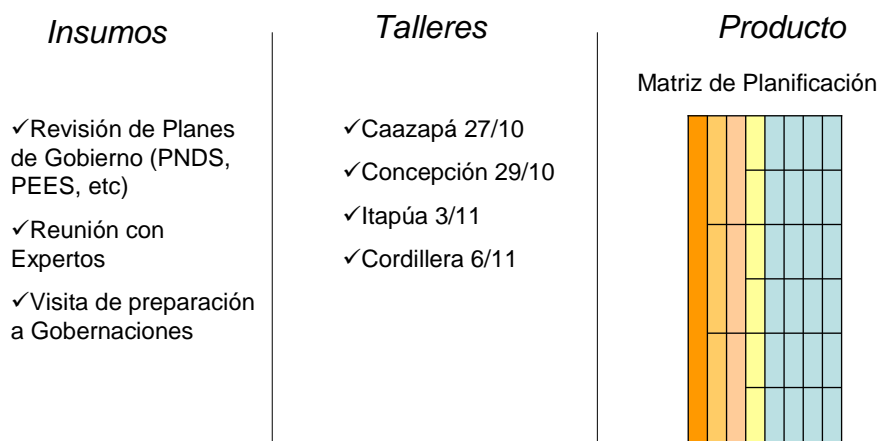 Insumos
✓Revisión de Planes
de Gobierno (PNDS,
PEES, etc)
✓Reunión con
Expertos
✓Visita de preparación
a Gobernaciones
Talleres
✓Caazapá 27/10
✓Concepción 29/10
✓Itapúa 3/11
✓Cordillera 6/11
Producto
Matriz de Planificación